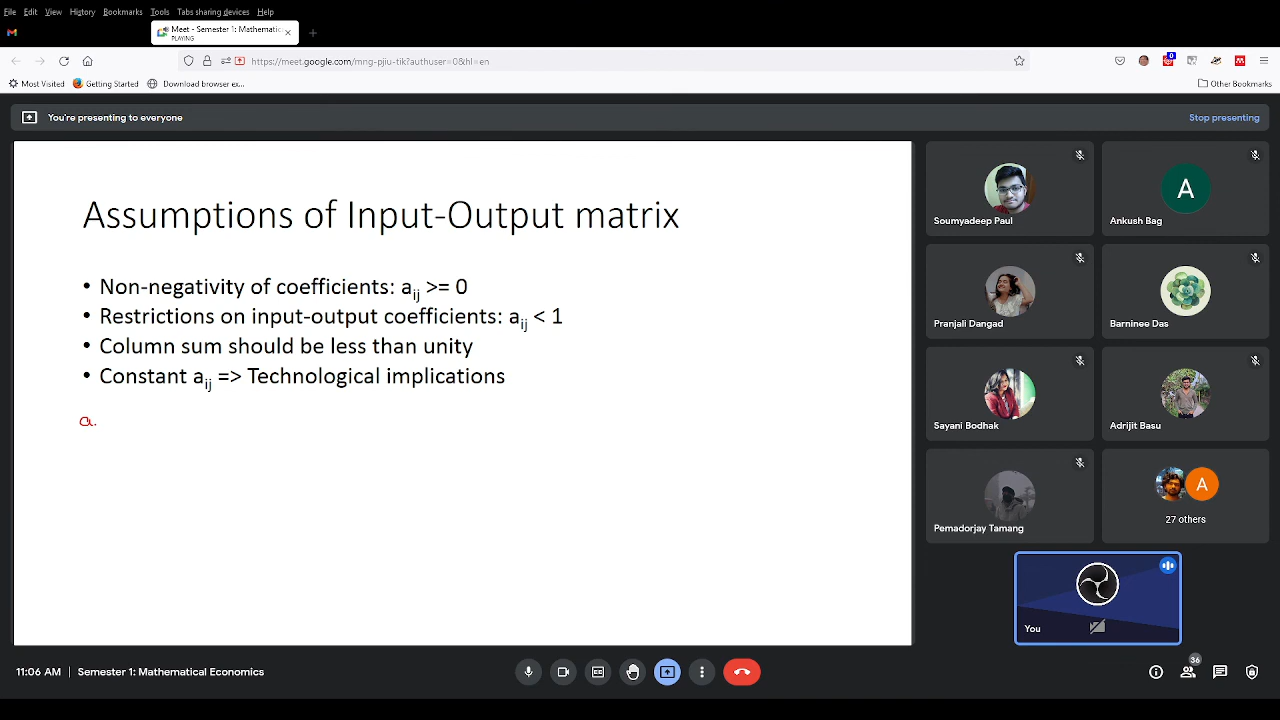 File Edit View History Bookmarks Tools Tabs sharing devices Help
Meet - Semester 1: Mathematic
PLAYING
https://meet.google.com/mng-pjiu-tik?authuser=0&hl=en
Most Visited Getting Started Download browser ex...
Other Bookmarks
You're presenting to everyone
Stop presenting
Assumptions of Input-Output matrix
• Non-negativity of coefficients: aij >= 0
• Restrictions on input-output coefficients: aij < 1
• Column sum should be less than unity
• Constant aij => Technological implications
a.
Soumyadeep Paul
A
Ankush Bag
Pranjali Dangad
Barninee Das
Sayani Bodhak
Adrijit Basu
Pemadorjay Tamang
A
27 others
You
11:06 AM | Semester 1: Mathematical Economics
36